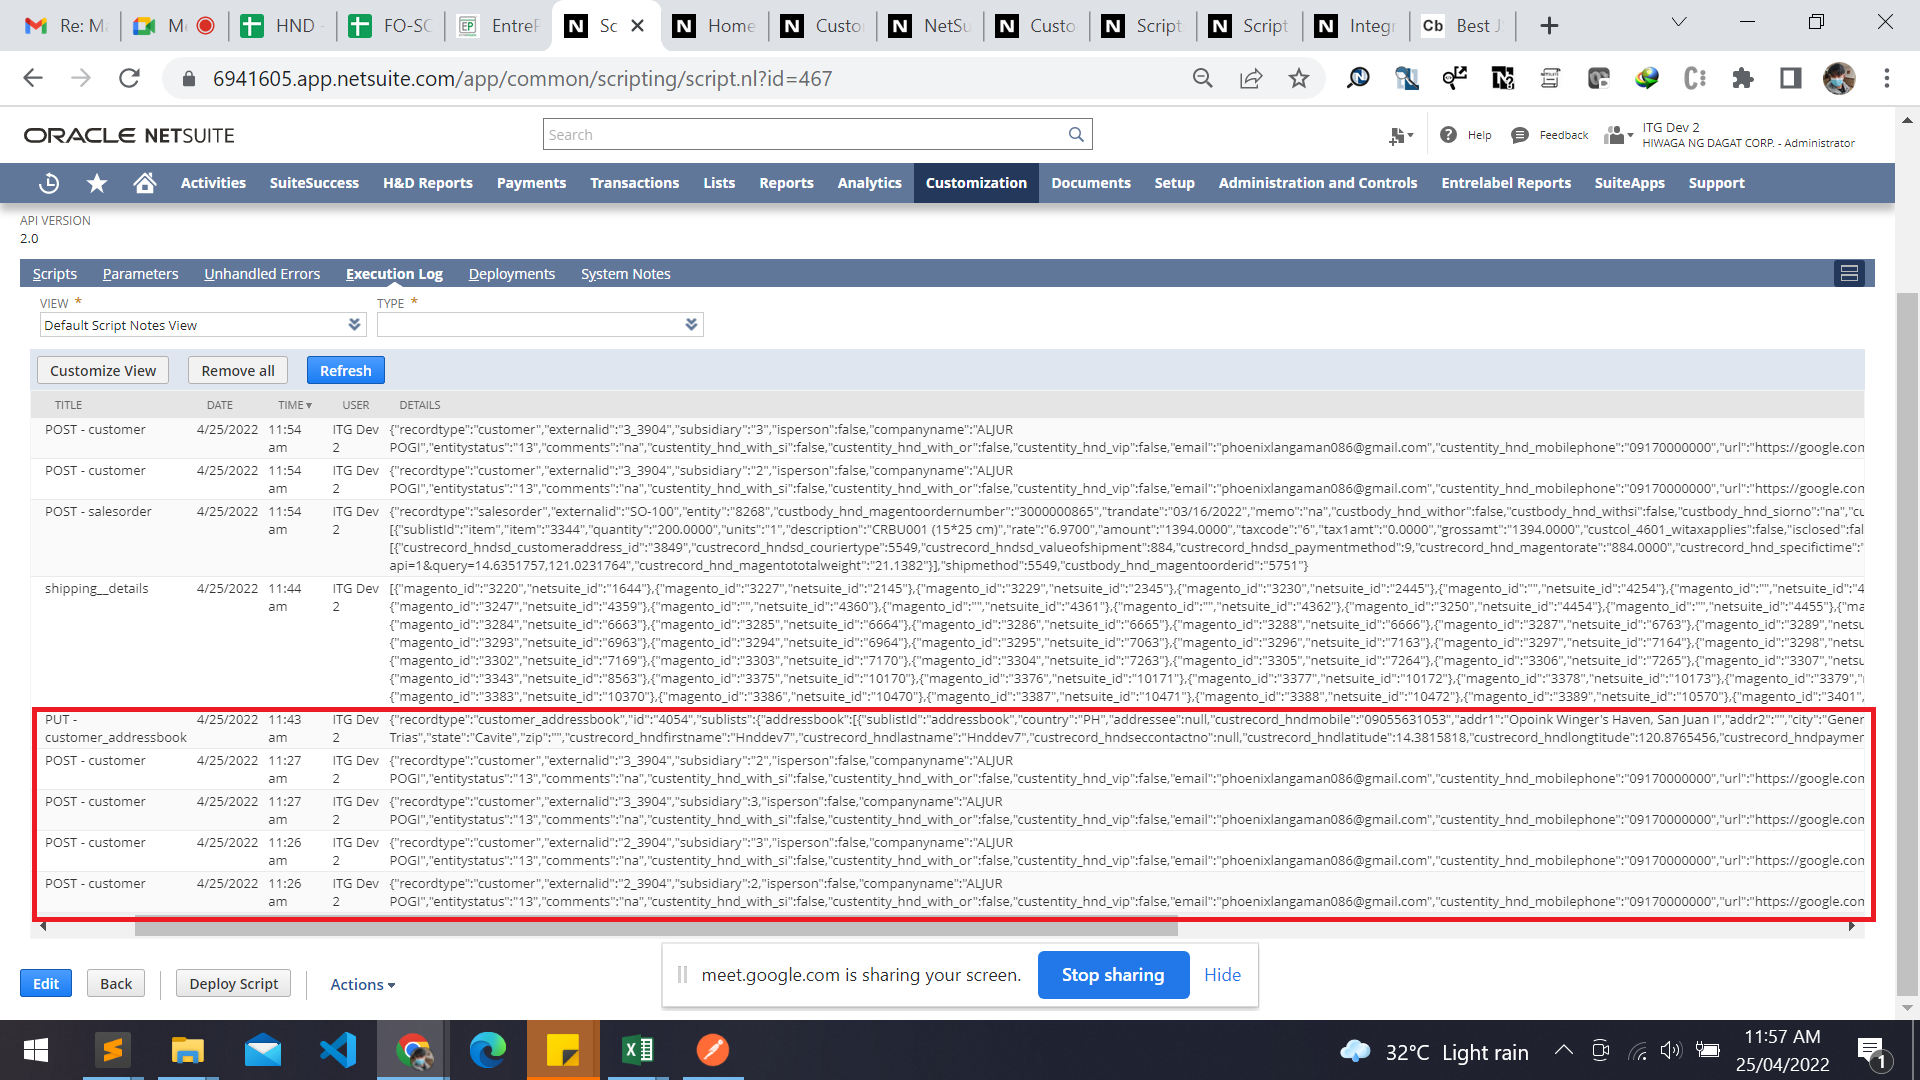 Re: Ma
Me
HND -
FO-SO
EntreP
Sc
Home
Custo
NetSu
Custo
Script
Script
Integr
Cb Best J
6941605.app.netsuite.com/app/common/scripting/script.nl?id=467
ORACLE NETSUITE
Search
Help
Feedback
ITG Dev 2
HIWAGA NG DAGAT CORP. - Administrator
Activities SuiteSuccess H&D Reports Payments Transactions Lists Reports Analytics Customization Documents Setup Administration and Controls Entrelabel Reports SuiteApps Support
API VERSION
2.0
Scripts Parameters Unhandled Errors Execution Log Deployments System Notes
VIEW * TYPE *
Default Script Notes View
Customize View Remove all Refresh
TITLE DATE TIME▼ USER DETAILS
POST - customer 4/25/2022 11:54 ITG Dev {"recordtype":"customer","externalid":"3_3904","subsidiary":"3","isperson":false,"companyname":"ALJUR
am 2 POGI","entitystatus":"13","comments":"na","custentity_hnd_with_si":false,"custentity_hnd_with_or":false,"custentity_hnd_vip":false,"email":"phoenixlangaman086@gmail.com","custentity_hnd_mobilephone":"09170000000","url":"https://google.com
POST - customer 4/25/2022 11:54 ITG Dev {"recordtype":"customer","externalid":"3_3904","subsidiary":"2","isperson":false,"companyname":"ALJUR
am 2 POGI","entitystatus":"13","comments":"na","custentity_hnd_with_si":false,"custentity_hnd_with_or":false,"custentity_hnd_vip":false,"email":"phoenixlangaman086@gmail.com","custentity_hnd_mobilephone":"09170000000","url":"https://google.com
POST - salesorder 4/25/2022 11:54 ITG Dev {"recordtype":"salesorder","externalid":"SO-100","entity":"8268","custbody_hnd_magentoordernumber":"3000000865","trandate":"03/16/2022","memo":"na","custbody_hnd_withor":false,"custbody_hnd_withsi":false,"custbody_hnd_siorno":"na","cu
am 2 [{"sublistId":"item","item":"3344","quantity":"200.0000","units":"1","description":"CRBU001 (15*25 cm)","rate":"6.9700","amount":"1394.0000","taxcode":"6","tax1amt":"0.0000","grossamt":"1394.0000","custcol_4601_witaxapplies":false,"isclosed":fal
[{"custrecord_hndsd_customeraddress_id":"3849","custrecord_hndsd_couriertype":5549,"custrecord_hndsd_valueofshipment":884,"custrecord_hndsd_paymentmethod":9,"custrecord_hnd_magentorate":"884.0000","custrecord_hnd_specifictime":"
api=1&query=14.6351757,121.0231764","custrecord_hnd_magentototalweight":"21.1382"}],"shipmethod":5549,"custbody_hnd_magentoorderid":"5751"}
shipping__details 4/25/2022 11:44 ITG Dev [{"magento_id":"3220","netsuite_id":"1644"},{"magento_id":"3227","netsuite_id":"2145"},{"magento_id":"3229","netsuite_id":"2345"},{"magento_id":"3230","netsuite_id":"2445"},{"magento_id":"","netsuite_id":"4254"},{"magento_id":"","netsuite_id":"4
am 2 {"magento_id":"3247","netsuite_id":"4359"},{"magento_id":"","netsuite_id":"4360"},{"magento_id":"","netsuite_id":"4361"},{"magento_id":"","netsuite_id":"4362"},{"magento_id":"3250","netsuite_id":"4454"},{"magento_id":"","netsuite_id":"4455"},{"ma
{"magento_id":"3284","netsuite_id":"6663"},{"magento_id":"3285","netsuite_id":"6664"},{"magento_id":"3286","netsuite_id":"6665"},{"magento_id":"3288","netsuite_id":"6666"},{"magento_id":"3287","netsuite_id":"6763"},{"magento_id":"3289","netsu
{"magento_id":"3293","netsuite_id":"6963"},{"magento_id":"3294","netsuite_id":"6964"},{"magento_id":"3295","netsuite_id":"7063"},{"magento_id":"3296","netsuite_id":"7163"},{"magento_id":"3297","netsuite_id":"7164"},{"magento_id":"3298","netsu
{"magento_id":"3302","netsuite_id":"7169"},{"magento_id":"3303","netsuite_id":"7170"},{"magento_id":"3304","netsuite_id":"7263"},{"magento_id":"3305","netsuite_id":"7264"},{"magento_id":"3306","netsuite_id":"7265"},{"magento_id":"3307","netsu
{"magento_id":"3343","netsuite_id":"8563"},{"magento_id":"3375","netsuite_id":"10170"},{"magento_id":"3376","netsuite_id":"10171"},{"magento_id":"3377","netsuite_id":"10172"},{"magento_id":"3378","netsuite_id":"10173"},{"magento_id":"3379","n
{"magento_id":"3383","netsuite_id":"10370"},{"magento_id":"3386","netsuite_id":"10470"},{"magento_id":"3387","netsuite_id":"10471"},{"magento_id":"3388","netsuite_id":"10472"},{"magento_id":"3389","netsuite_id":"10570"},{"magento_id":"3401",
PUT - 4/25/2022 11:43 ITG Dev {"recordtype":"customer_addressbook","id":"4054","sublists":{"addressbook":[{"sublistId":"addressbook","country":"PH","addressee":null,"custrecord_hndmobile":"09055631053","addr1":"Opoink Winger's Haven, San Juan I","addr2":"","city":"Gener
customer_addressbook am 2 Trias","state":"Cavite","zip":"","custrecord_hndfirstname":"Hnddev7","custrecord_hndlastname":"Hnddev7","custrecord_hndseccontactno":null,"custrecord_hndlatitude":14.3815818,"custrecord_hndlongtitude":120.8765456,"custrecord_hndpaymer
POST - customer 4/25/2022 11:27 ITG Dev {"recordtype":"customer","externalid":"3_3904","subsidiary":"2","isperson":false,"companyname":"ALJUR
am 2 POGI","entitystatus":"13","comments":"na","custentity_hnd_with_si":false,"custentity_hnd_with_or":false,"custentity_hnd_vip":false,"email":"phoenixlangaman086@gmail.com","custentity_hnd_mobilephone":"09170000000","url":"https://google.com
POST - customer 4/25/2022 11:27 ITG Dev {"recordtype":"customer","externalid":"3_3904","subsidiary":3,"isperson":false,"companyname":"ALJUR
am 2 POGI","entitystatus":"13","comments":"na","custentity_hnd_with_si":false,"custentity_hnd_with_or":false,"custentity_hnd_vip":false,"email":"phoenixlangaman086@gmail.com","custentity_hnd_mobilephone":"09170000000","url":"https://google.com
POST - customer 4/25/2022 11:26 ITG Dev {"recordtype":"customer","externalid":"2_3904","subsidiary":"3","isperson":false,"companyname":"ALJUR
am 2 POGI","entitystatus":"13","comments":"na","custentity_hnd_with_si":false,"custentity_hnd_with_or":false,"custentity_hnd_vip":false,"email":"phoenixlangaman086@gmail.com","custentity_hnd_mobilephone":"09170000000","url":"https://google.com
POST - customer 4/25/2022 11:26 ITG Dev {"recordtype":"customer","externalid":"2_3904","subsidiary":2,"isperson":false,"companyname":"ALJUR
am 2 POGI","entitystatus":"13","comments":"na","custentity_hnd_with_si":false,"custentity_hnd_with_or":false,"custentity_hnd_vip":false,"email":"phoenixlangaman086@gmail.com","custentity_hnd_mobilephone":"09170000000","url":"https://google.com
Edit Back Deploy Script Actions
meet.google.com is sharing your screen. Stop sharing Hide
32°C Light rain
11:57 AM
25/04/2022
1